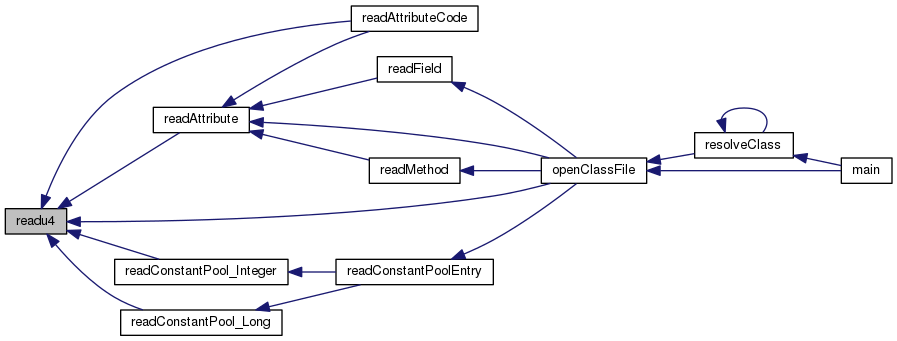 readAttributeCode
readField
readAttribute
resolveClass
readMethod
openClassFile
main
readu4
readConstantPool_Integer
readConstantPoolEntry
readConstantPool_Long